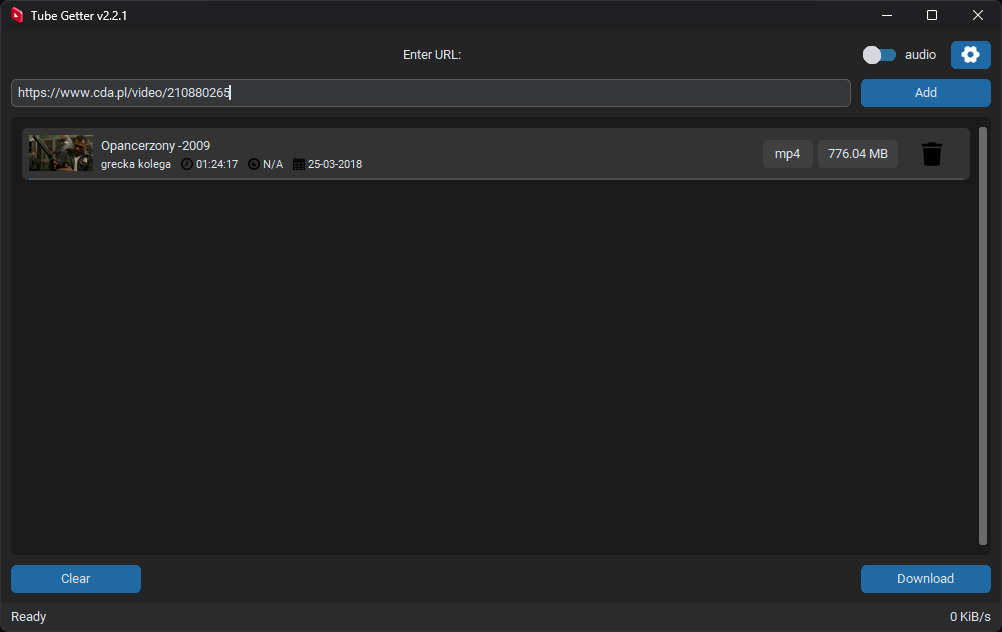 Tube Getter v2.2.1
Enter URL:
audio
https://www.cda.pl/video/210880265
Add
Opancerzony -2009
grecka kolega 01:24:17 N/A 25-03-2018
mp4
776.04 MB
Clear
Download
Ready
0 KiB/s